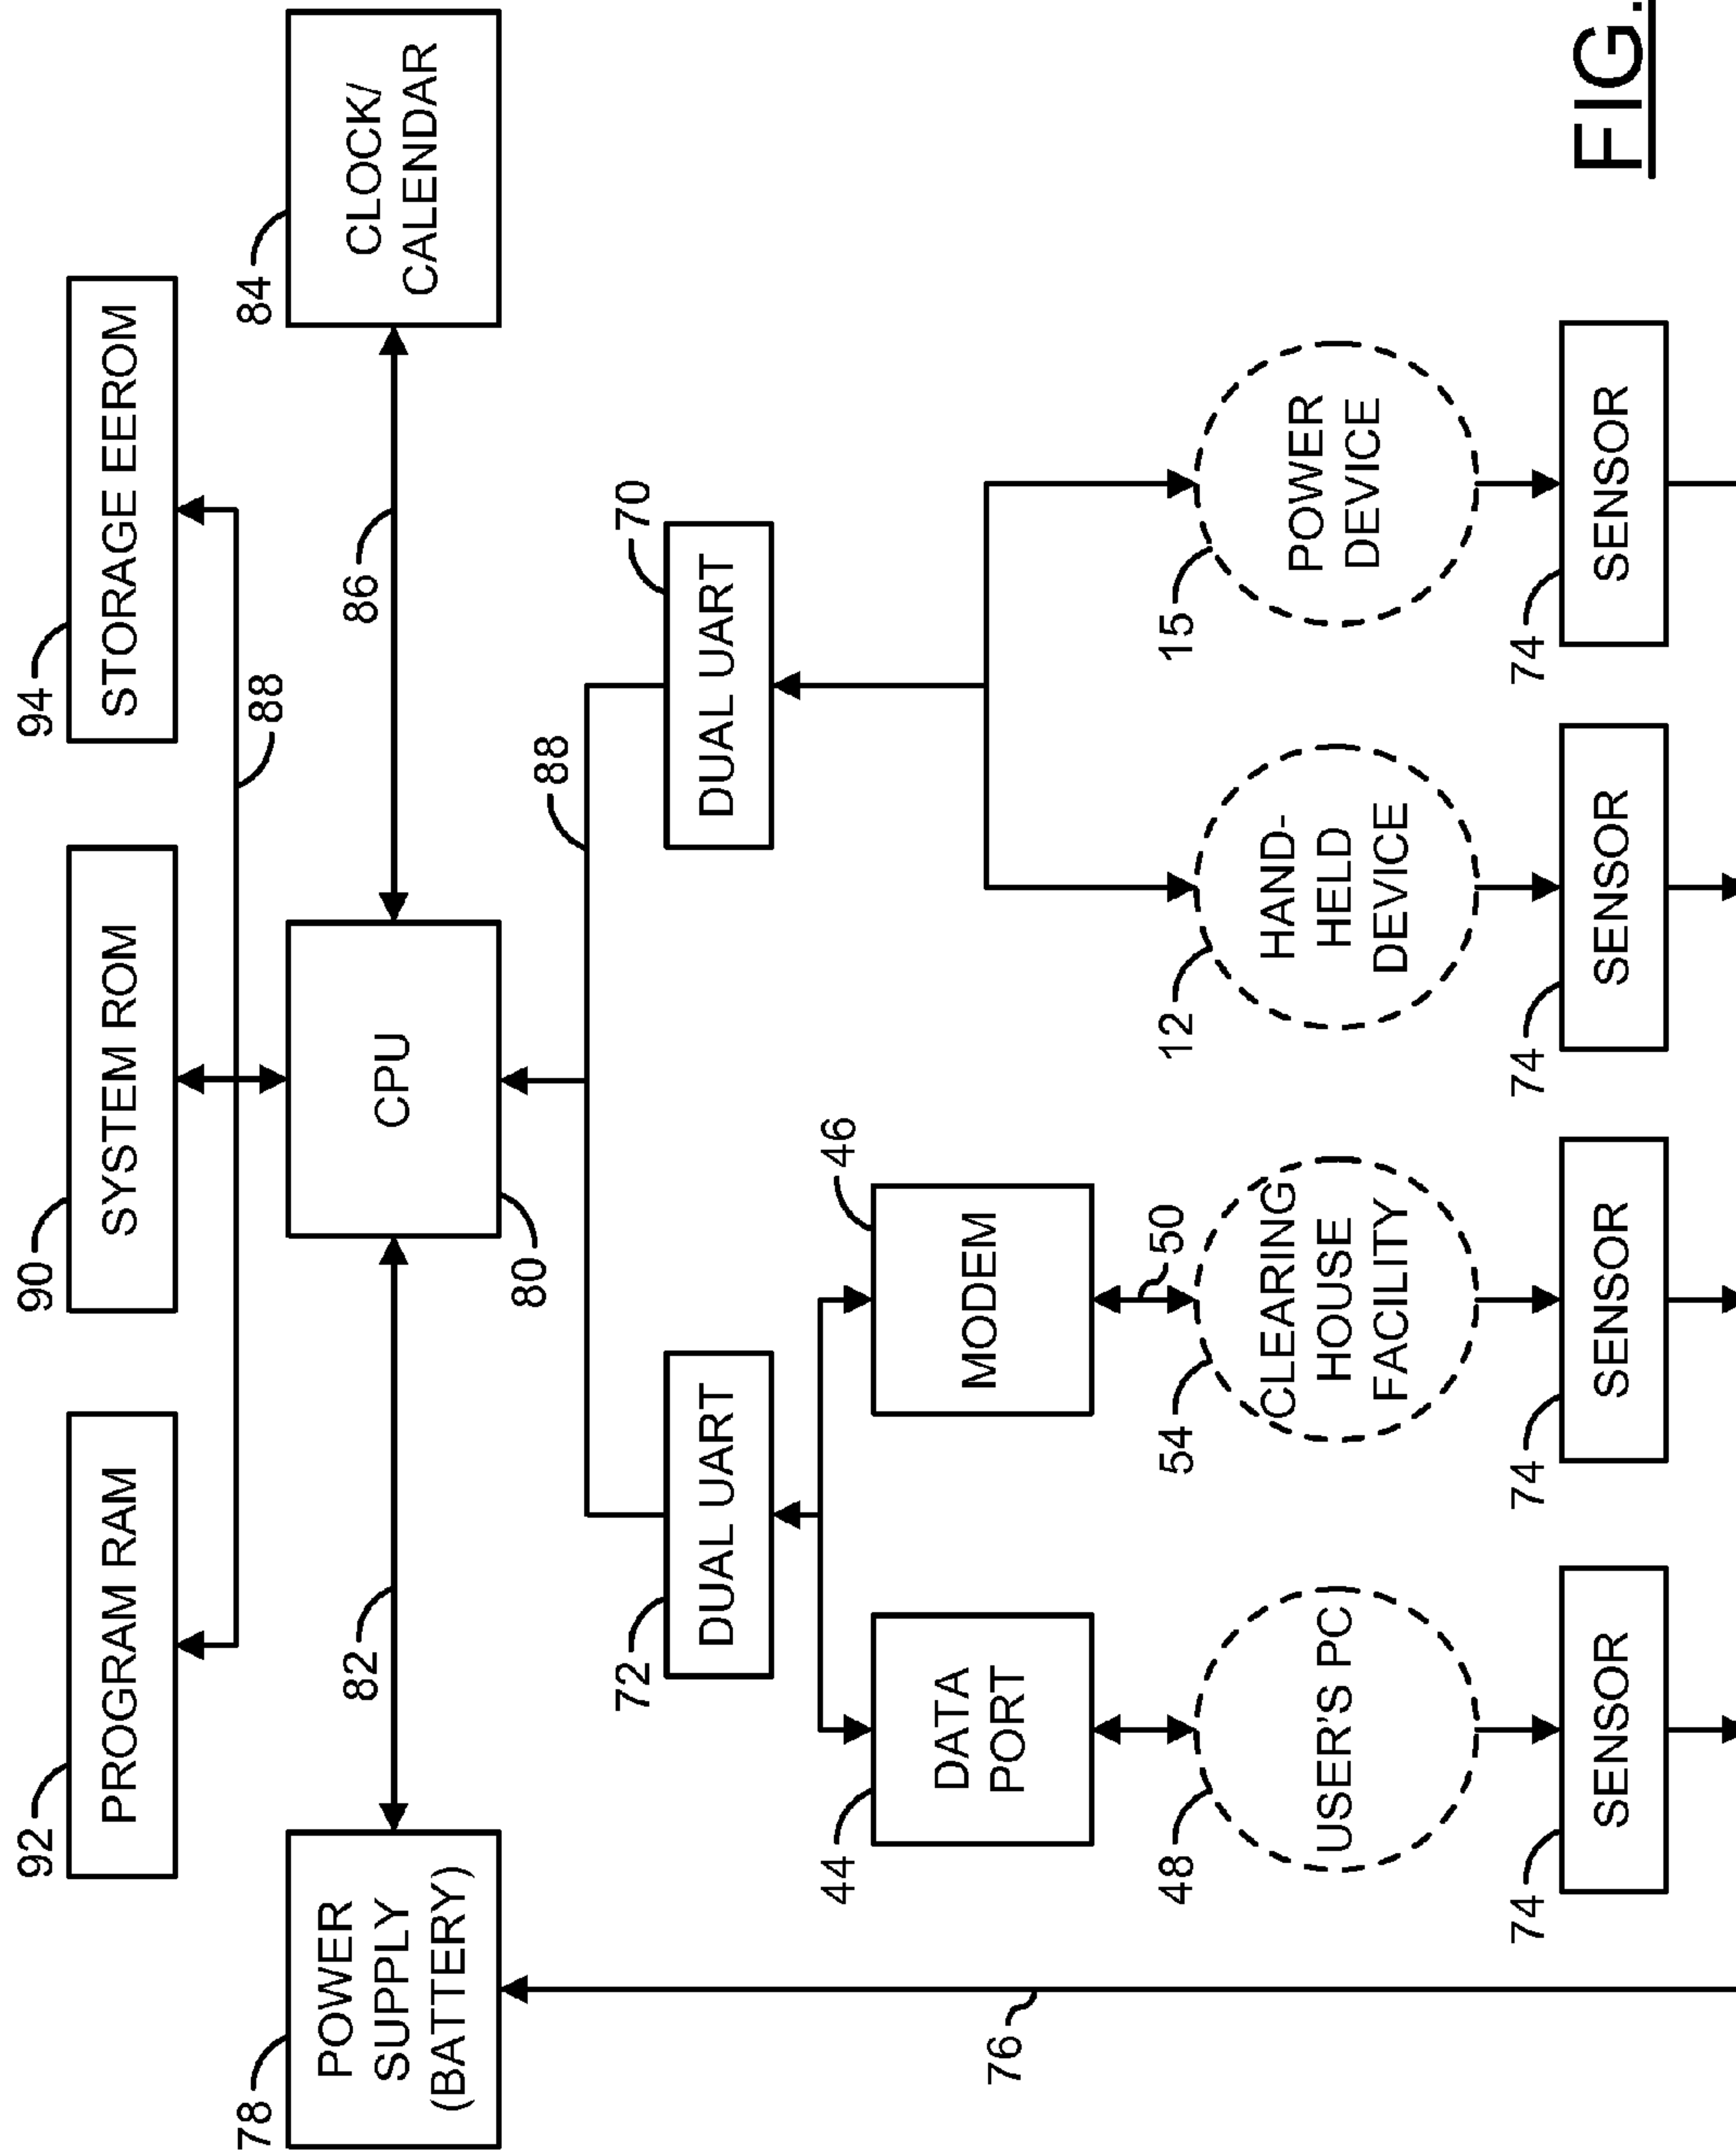 92
PROGRAM RAM
90
SYSTEM ROM
94
STORAGE EEROM
88
78
POWER
SUPPLY
(BATTERY)
82
CPU
80
86
84
CLOCK/
CALENDAR
88
72
DUAL UART
70
DUAL UART
44
DATA
PORT
46
MODEM
50
76
48
USER'S PC
54
CLEARING
HOUSE
FACILITY
12
HAND-
HELD
DEVICE
15
POWER
DEVICE
74
SENSOR
74
SENSOR
74
SENSOR
74
SENSOR
FIG.